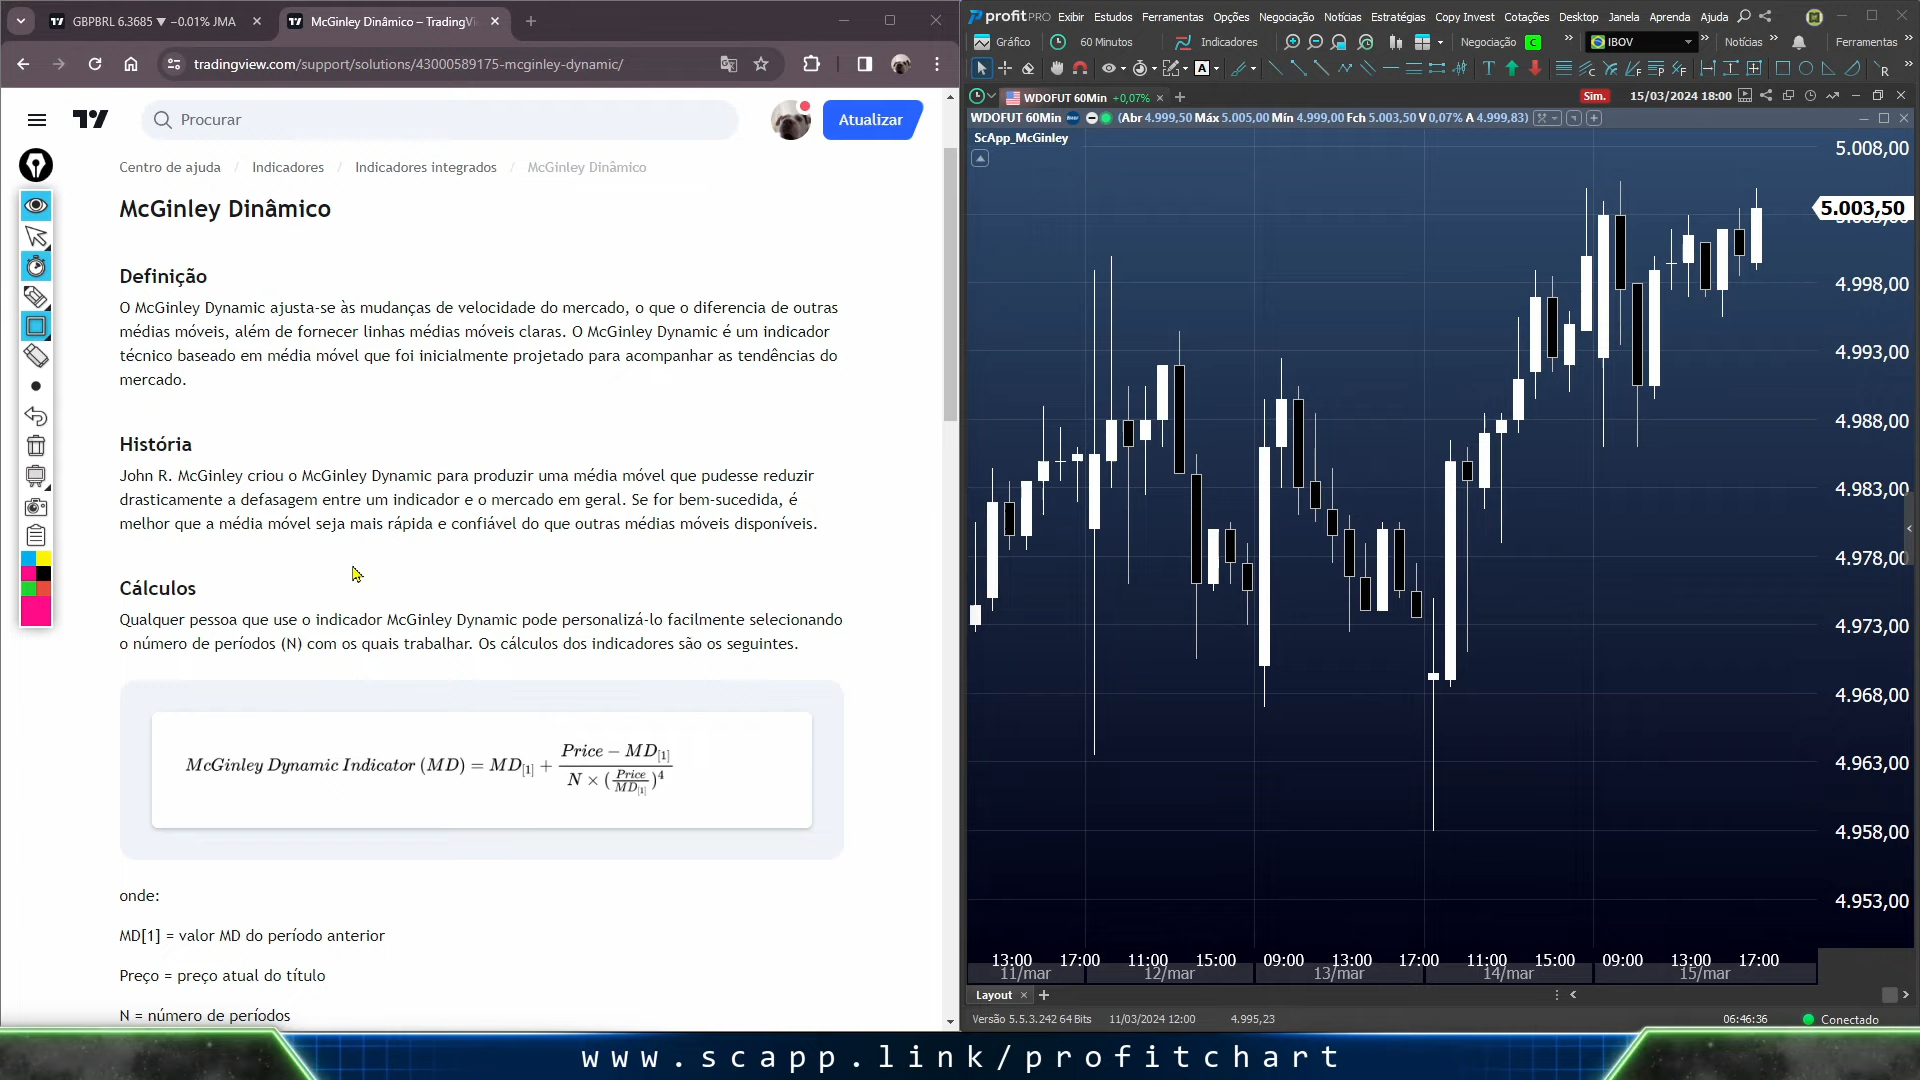 GBPBRL 6.3685 ▼ −0.01% JMA
McGinley Dinâmico – TradingVi
tradingview.com/support/solutions/43000589175-mcginley-dynamic/
Procurar
Atualizar
Centro de ajuda / Indicadores / Indicadores integrados / McGinley Dinâmico
McGinley Dinâmico
Definição
O McGinley Dynamic ajusta-se às mudanças de velocidade do mercado, o que o diferencia de outras
médias móveis, além de fornecer linhas médias móveis claras. O McGinley Dynamic é um indicador
técnico baseado em média móvel que foi inicialmente projetado para acompanhar as tendências do
mercado.
História
John R. McGinley criou o McGinley Dynamic para produzir uma média móvel que pudesse reduzir
drasticamente a defasagem entre um indicador e o mercado em geral. Se for bem-sucedida, é
melhor que a média móvel seja mais rápida e confiável do que outras médias móveis disponíveis.
Cálculos
Qualquer pessoa que use o indicador McGinley Dynamic pode personalizá-lo facilmente selecionando
o número de períodos (N) com os quais trabalhar. Os cálculos dos indicadores são os seguintes.
McGinley Dynamic Indicator (MD) = MD[1] + (Price − MD[1]) / (N × (Price / MD[1])^4)
onde:
MD[1] = valor MD do período anterior
Preço = preço atual do título
N = número de períodos
profitPRO Exibir Estudos Ferramentas Opções Negociação Notícias Estratégias Copy Invest Cotações Desktop Janela Aprenda Ajuda
Gráfico 60 Minutos Indicadores Negociação C » IBOV » Notícias » Ferramentas »
A T
WDOFUT 60Min +0,07% Sim. 15/03/2024 18:00
WDOFUT 60Min (Abr 4.999,50 Máx 5.005,00 Mín 4.999,00 Fch 5.003,50 V 0,07% A 4.999,83)
ScApp_McGinley
5.008,00
5.003,50
4.998,00
4.993,00
4.988,00
4.983,00
4.978,00
4.973,00
4.968,00
4.963,00
4.958,00
4.953,00
13:00 17:00 11:00 15:00 09:00 13:00 17:00 11:00 15:00 09:00 13:00 17:00
11/mar 12/mar 13/mar 14/mar 15/mar
Layout
Versão 5.5.3.242 64 Bits 11/03/2024 12:00 4.995,23 06:46:36 Conectado
www.scapp.link/profitchart